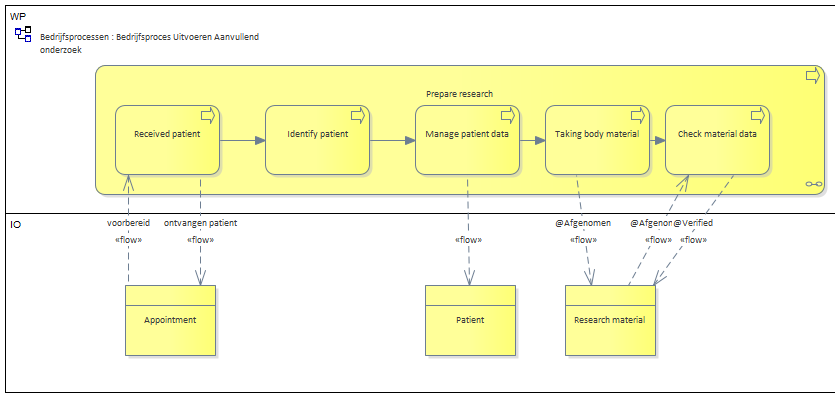 WP
Bedrijfsprocessen : Bedrijfsproces Uitvoeren Aanvullend
onderzoek
Prepare research
Received patient
Identify patient
Manage patient data
Taking body material
Check material data
IO
voorbereid
ontvangen patient
@Afgenomen
@Afgenor
@Verified
«flow»
«flow»
«flow»
«flow»
«flow»
«flow»
Appointment
Patient
Research material